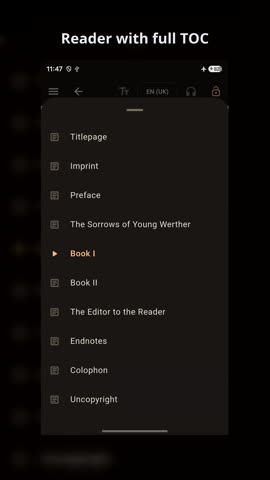 Reader with full TOC
11:47
EN (UK)
Titlepage
Imprint
Preface
The Sorrows of Young Werther
Book I
Book II
The Editor to the Reader
Endnotes
Colophon
Uncopyright